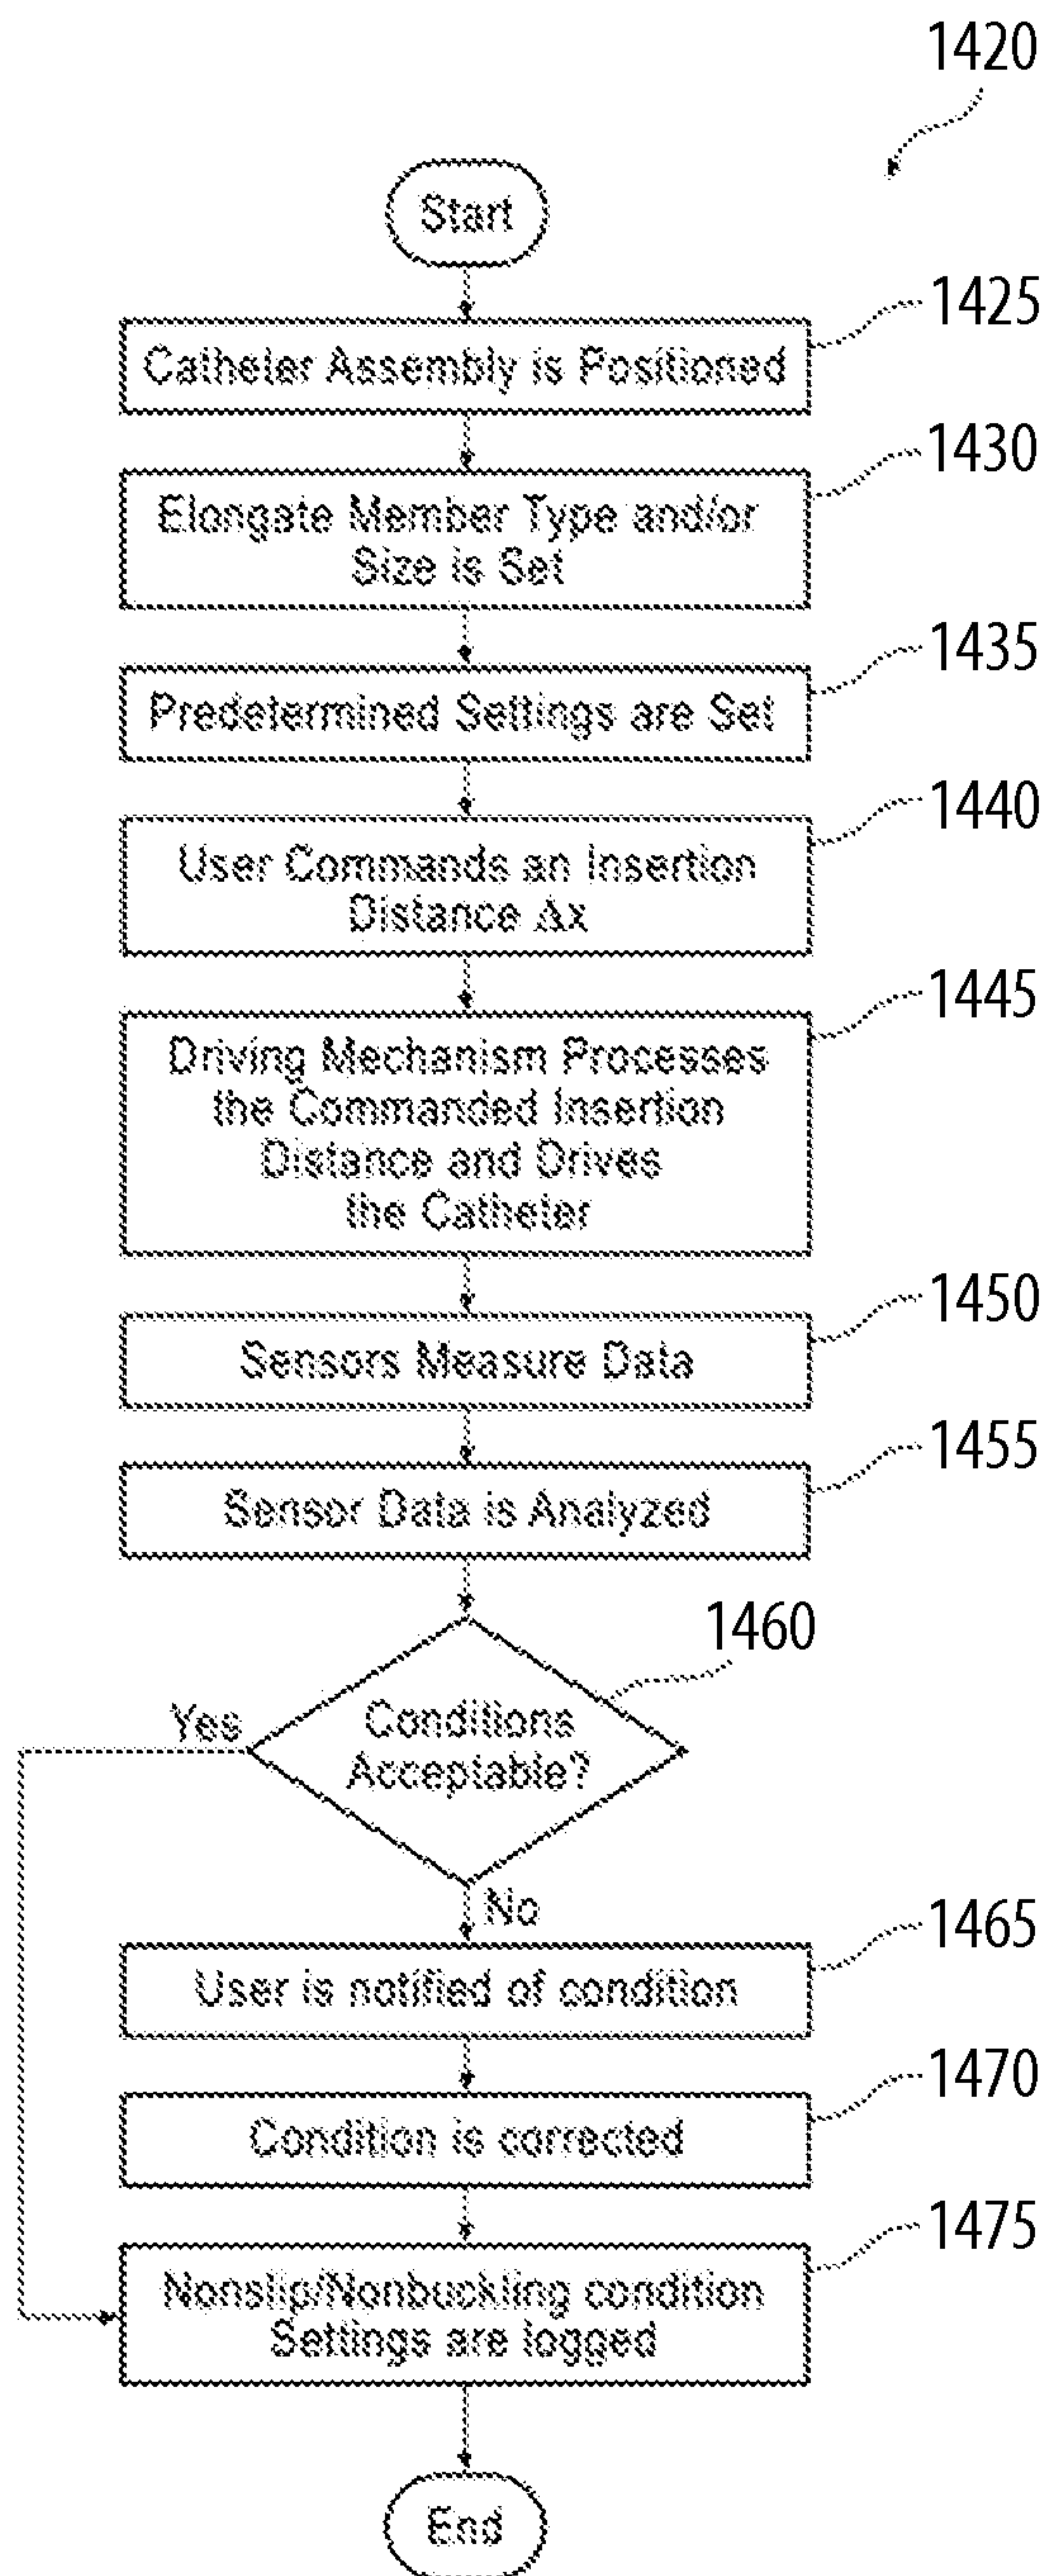 1420
Start
1425
Catheter Assembly is Positioned
1430
Elongate Member Type and/or
Size is Set
1435
Predetermined Settings are Set
1440
User Commands an Insertion
Distance Δx
1445
Driving Mechanism Processes
the Commanded Insertion
Distance and Drives
the Catheter
1450
Sensors Measure Data
1455
Sensor Data is Analyzed
1460
Yes
Conditions
Acceptable?
No
1465
User is notified of condition
1470
Condition is corrected
1475
Nonslip/Nonbuckling condition
Settings are logged
End